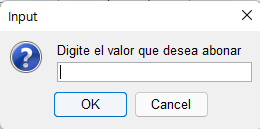 Input
Digite el valor que desea abonar
OK
Cancel